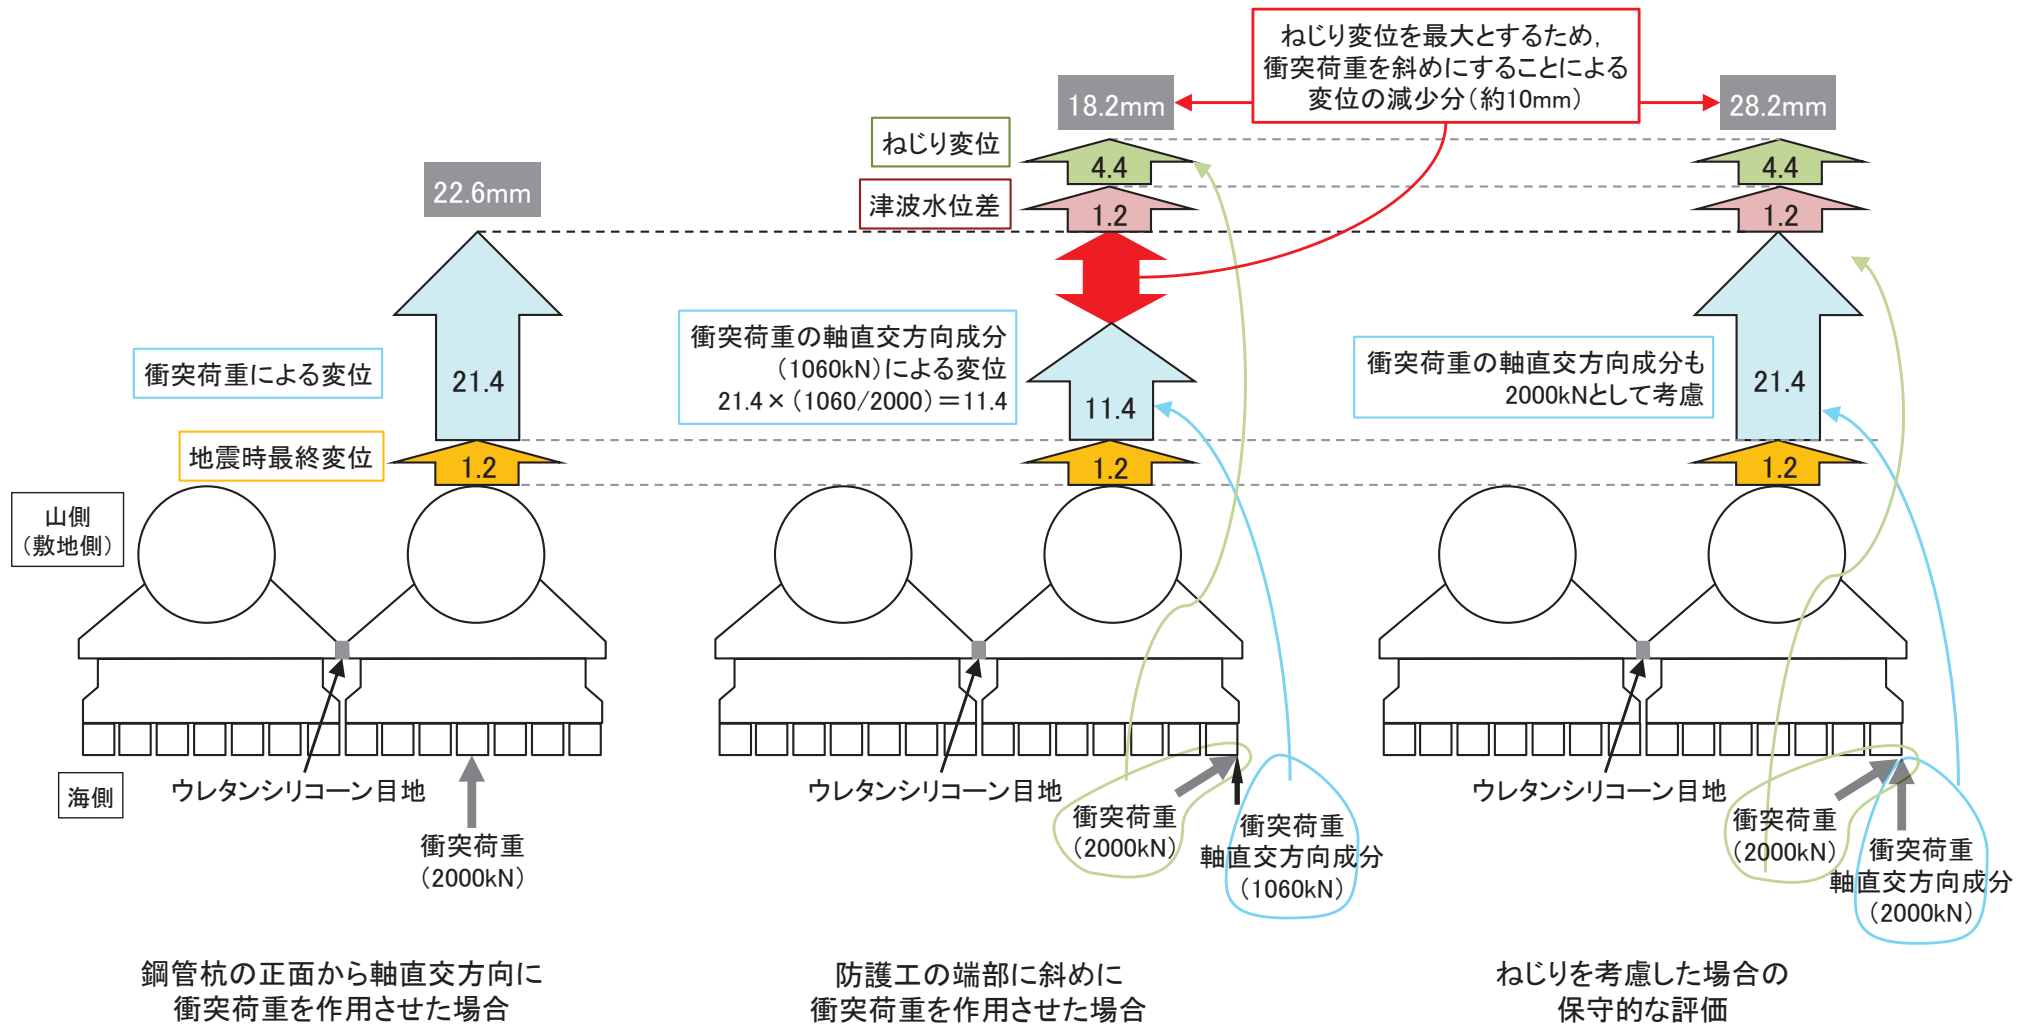 ねじり変位を最大とするため,
衝突荷重を斜めにすることによる
変位の減少分(約10mm)
22.6mm
衝突荷重による変位
21.4
地震時最終変位
1.2
山側
(敷地側)
海側
ウレタンシリコーン目地
衝突荷重
(2000kN)
鋼管杭の正面から軸直交方向に
衝突荷重を作用させた場合
18.2mm
ねじり変位
4.4
津波水位差
1.2
衝突荷重の軸直交方向成分
(1060kN)による変位
21.4×(1060/2000)=11.4
11.4
1.2
ウレタンシリコーン目地
衝突荷重
(2000kN)
衝突荷重
軸直交方向成分
(1060kN)
防護工の端部に斜めに
衝突荷重を作用させた場合
28.2mm
4.4
1.2
衝突荷重の軸直交方向成分も
2000kNとして考慮
21.4
1.2
ウレタンシリコーン目地
衝突荷重
(2000kN)
衝突荷重
軸直交方向成分
(2000kN)
ねじりを考慮した場合の
保守的な評価